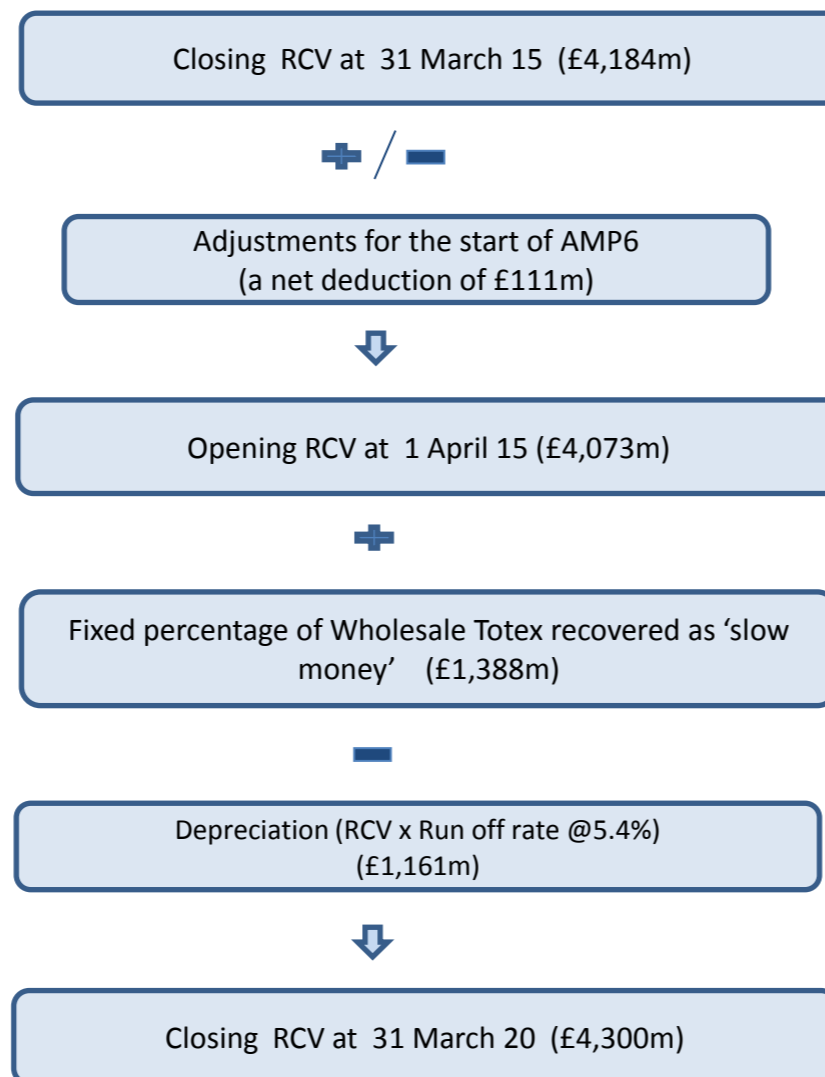 Closing RCV at 31 March 15 (£4,184m)
Adjustments for the start of AMP6
(a net deduction of £111m)
Opening RCV at 1 April 15 (£4,073m)
Fixed percentage of Wholesale Totex recovered as ‘slow
money’ (£1,388m)
Depreciation (RCV x Run off rate @5.4%)
(£1,161m)
Closing RCV at 31 March 20 (£4,300m)